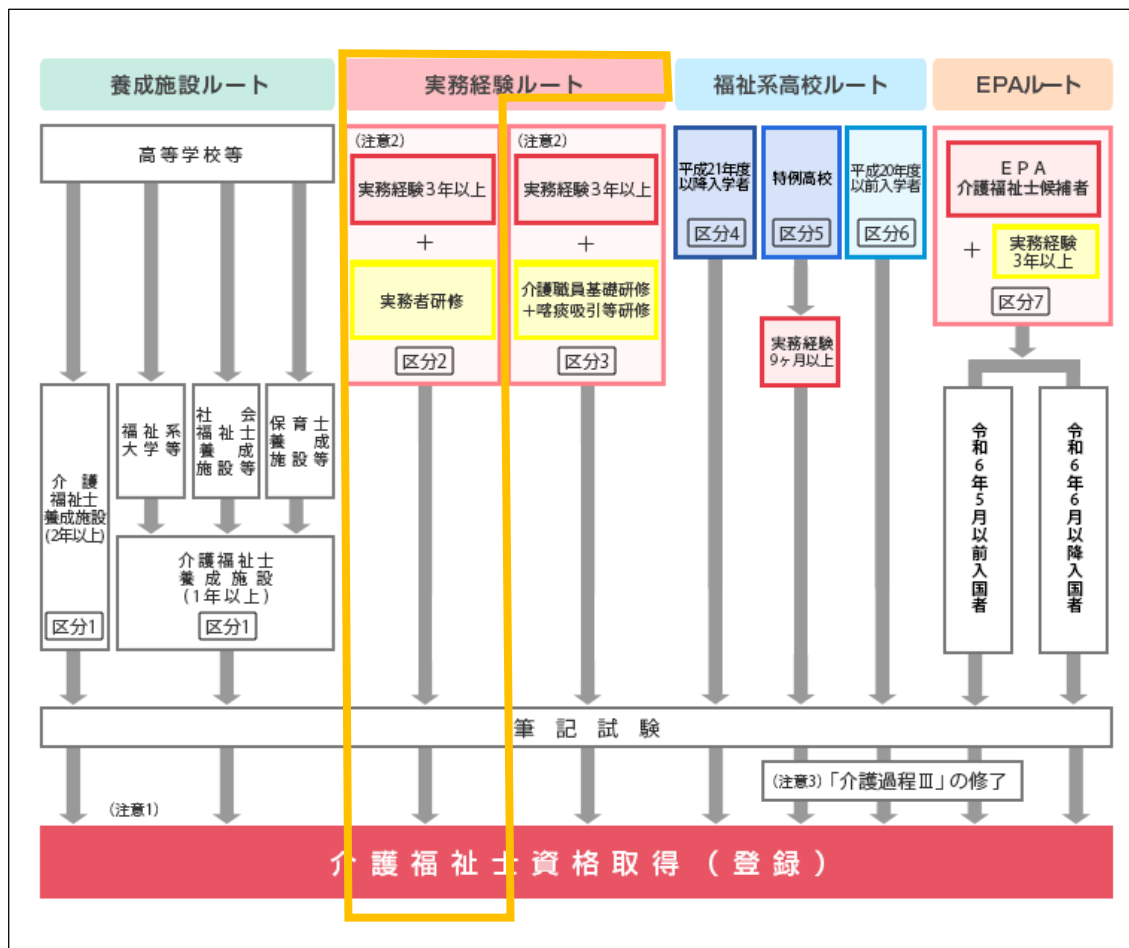 養成施設ルート
高等学校等
介護
福祉士
養成施設
(2年以上)
区分1
福祉系
大学等
社会
福祉士
養成
施設等
保育士
養成
施設等
介護福祉士
養成施設
(1年以上)
区分1
実務経験ルート
(注意2)
実務経験3年以上
+
実務者研修
区分2
(注意2)
実務経験3年以上
+
介護職員基礎研修
+喀痰吸引等研修
区分3
福祉系高校ルート
平成21年度
以降入学者
区分4
特例高校
区分5
実務経験
9ヶ月以上
平成20年度
以前入学者
区分6
EPAルート
EPA
介護福祉士候補者
+
実務経験
3年以上
区分7
令和6年5月以前入国者
令和6年6月以降入国者
筆記試験
(注意3)「介護過程Ⅲ」の修了
(注意1)
介護福祉士資格取得(登録)